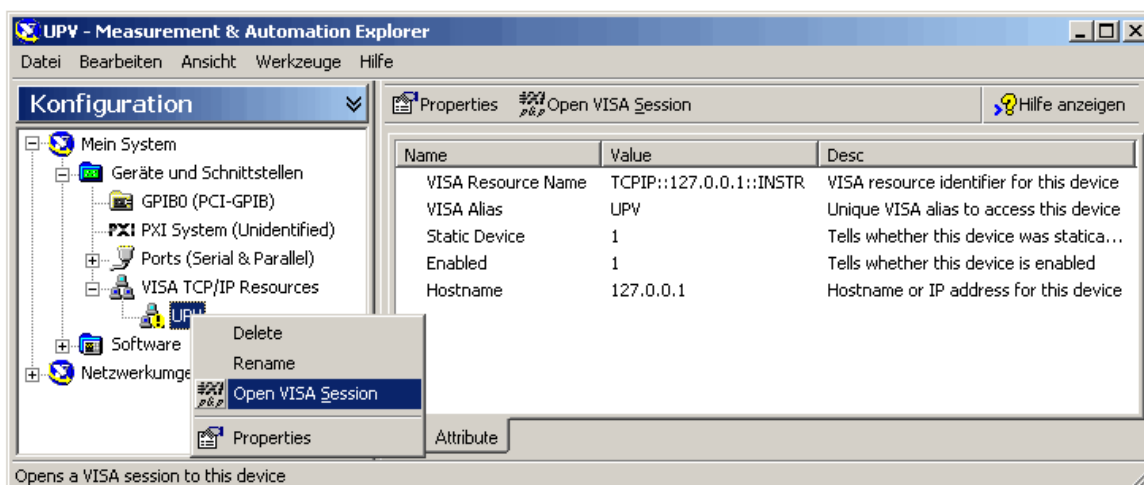 UPV - Measurement & Automation Explorer
Datei Bearbeiten Ansicht Werkzeuge Hilfe
Konfiguration
Properties Open VISA Session Hilfe anzeigen
Mein System
Geräte und Schnittstellen
GPIB0 (PCI-GPIB)
PXI PXI System (Unidentified)
Ports (Serial & Parallel)
VISA TCP/IP Resources
UPV
Software
Netzwerkumge
Delete
Rename
Open VISA Session
Properties
Name Value Desc
VISA Resource Name TCPIP::127.0.0.1::INSTR VISA resource identifier for this device
VISA Alias UPV Unique VISA alias to access this device
Static Device 1 Tells whether this device was statica...
Enabled 1 Tells whether this device is enabled
Hostname 127.0.0.1 Hostname or IP address for this device
Attribute
Opens a VISA session to this device